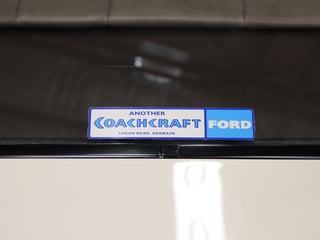 ANOTHER
COACHCRAFT FORD
LOGAN ROAD, BRISBANE